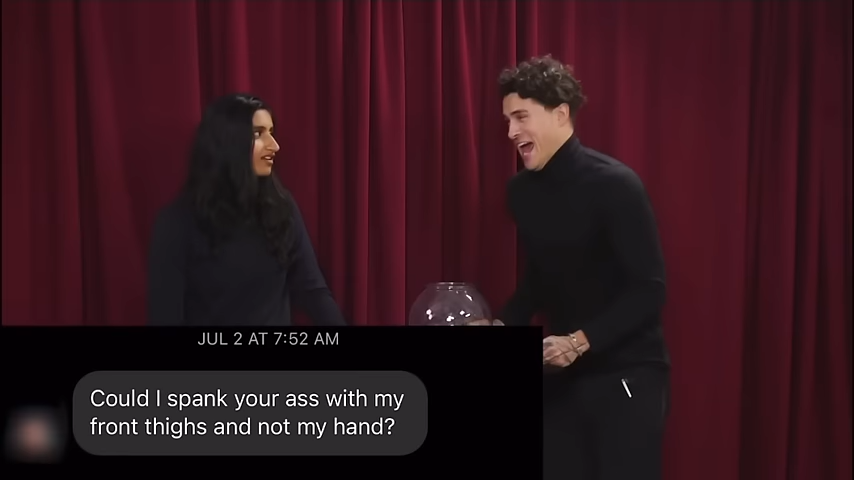 JUL 2 AT 7:52 AM
Could I spank your ass with my
front thighs and not my hand?